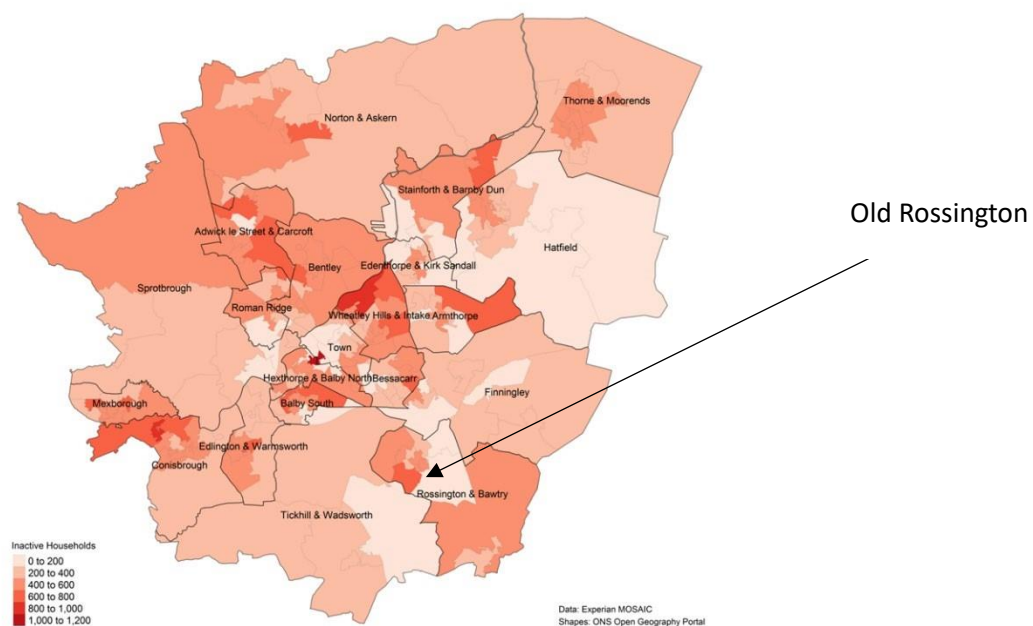 Thorne & Moorends
Norton & Askern
Stainforth & Barnby Dun
Old Rossington
Adwick le Street & Carcroft
Hatfield
Bentley
Edenthorpe & Kirk Sandall
Sprotbrough
Roman Ridge
Wheatley Hills & Intake
Armthorpe
Town
Hexthorpe & Balby North
Bessacarr
Finningley
Mexborough
Balby South
Edlington & Warmsworth
Conisbrough
Rossington & Bawtry
Tickhill & Wadsworth
Inactive Households
0 to 200
200 to 400
400 to 600
600 to 800
800 to 1,000
1,000 to 1,200
Data: Experian MOSAIC
Shapes: ONS Open Geography Portal